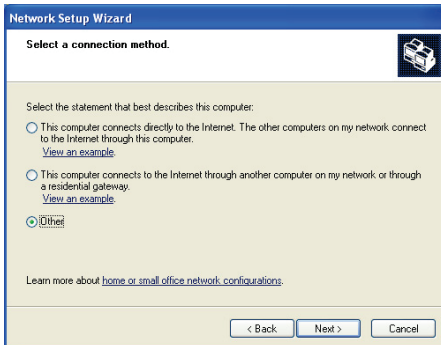 Network Setup Wizard
Select a connection method.
Select the statement that best describes this computer:
This computer connects directly to the Internet. The other computers on my network connect
to the Internet through this computer.
View an example.
This computer connects to the Internet through another computer on my network or through
a residential gateway.
View an example.
Other
Learn more about home or small office network configurations.
< Back Next > Cancel